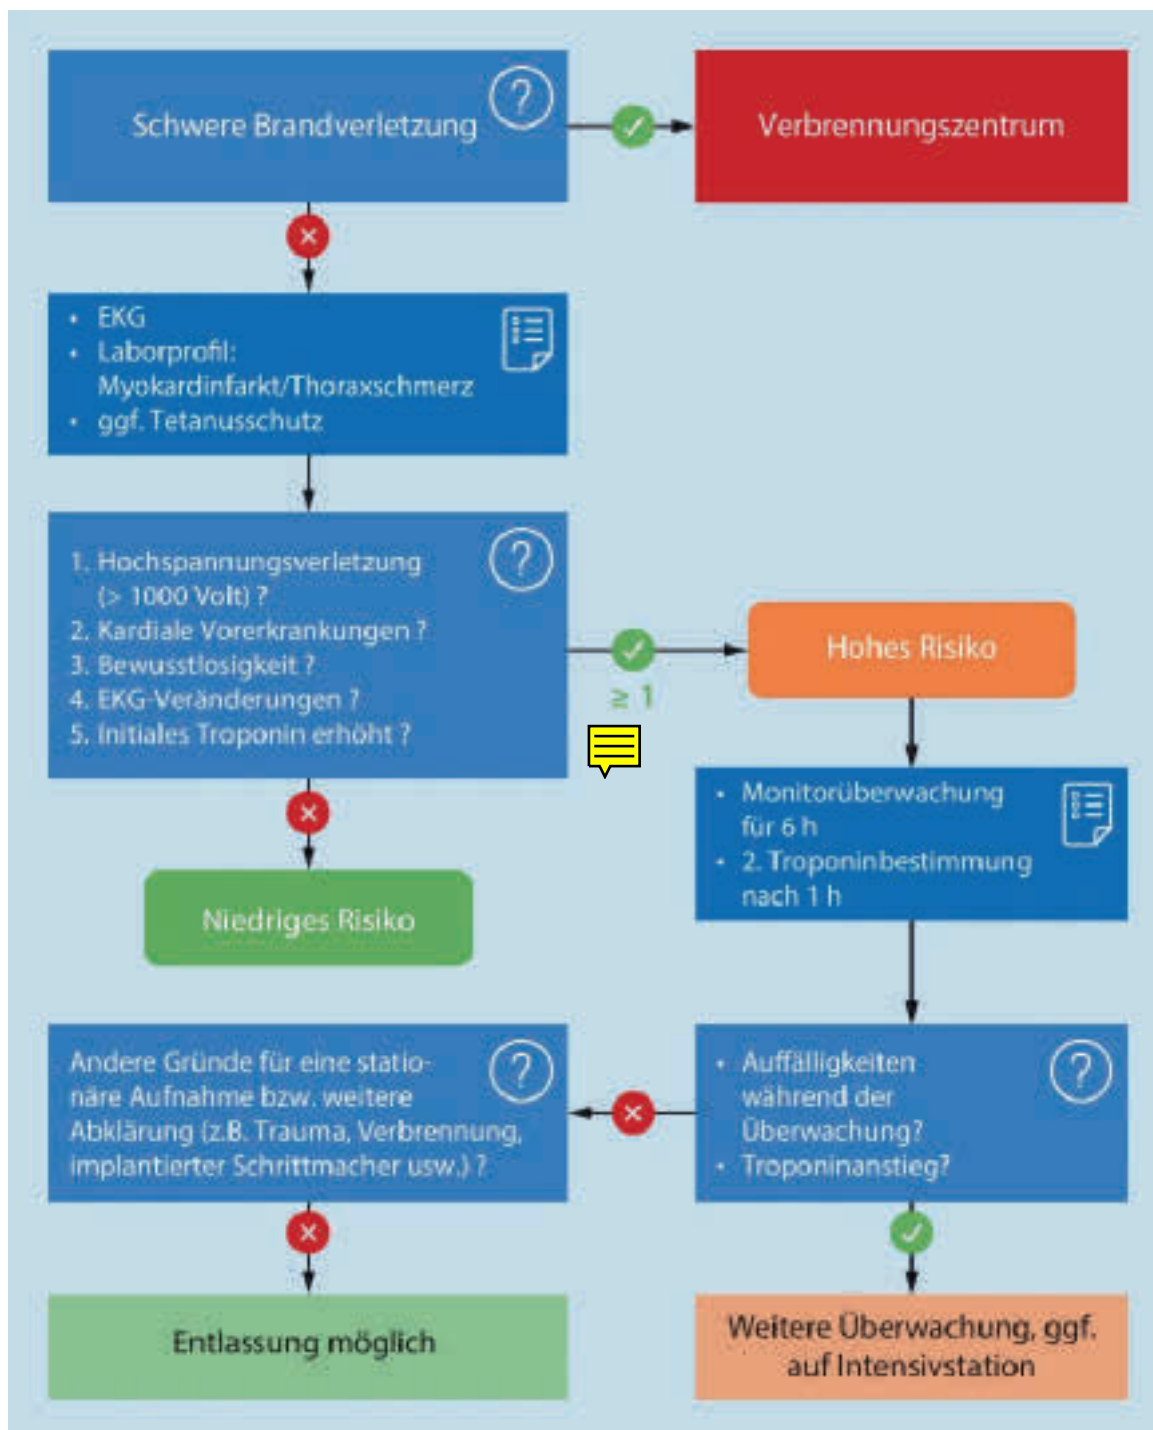 Schwere Brandverletzung
?
Verbrennungszentrum
• EKG
• Laborprofil:
Myokardinfarkt/Thoraxschmerz
• ggf. Tetanusschutz
1. Hochspannungsverletzung
(> 1000 Volt) ?
2. Kardiale Vorerkrankungen ?
3. Bewusstlosigkeit ?
4. EKG-Veränderungen ?
5. Initiales Troponin erhöht ?
?
≥ 1
Hohes Risiko
• Monitorüberwachung
für 6 h
• 2. Troponinbestimmung
nach 1 h
Niedriges Risiko
Andere Gründe für eine statio-
näre Aufnahme bzw. weitere
Abklärung (z.B. Trauma, Verbrennung,
implantierter Schrittmacher usw.) ?
?
• Auffälligkeiten
während der
Überwachung?
• Troponinanstieg?
?
Entlassung möglich
Weitere Überwachung, ggf.
auf Intensivstation